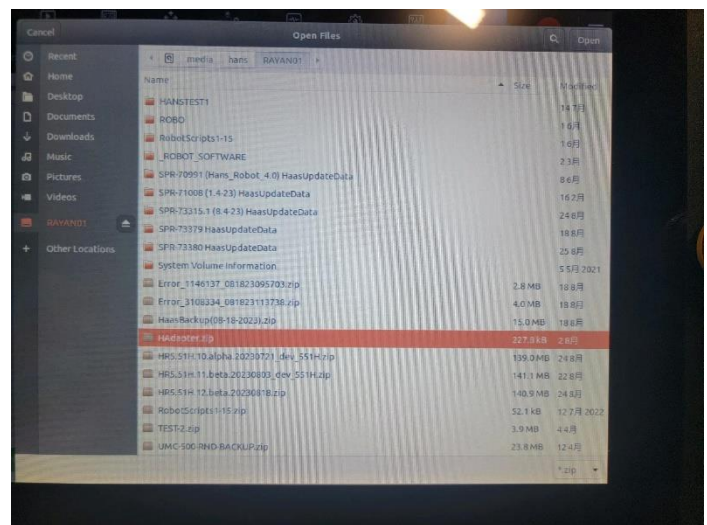 Cancel Open Files Open
Recent
Home
Desktop
Documents
Downloads
Music
Pictures
Videos
RAYAN01
Other Locations
media hans RAYAN01
Name Size Modified
HANSTEST1 14 7月
ROBO 1 6月
RobotScripts1-15 1 6月
_ROBOT_SOFTWARE 2 3月
SPR-70991 (Hans_Robot_4.0) HaasUpdateData 8 6月
SPR-71008 (1.4-23) HaasUpdateData 16 2月
SPR-73315.1 (8.4-23) HaasUpdateData 24 8月
SPR-73379 HaasUpdateData 18 8月
SPR-73380 HaasUpdateData 25 8月
System Volume Information 5 5月 2021
Error_1146137_081823095703.zip 2.8 MB 18 8月
Error_3108334_081823113738.zip 4.0 MB 18 8月
HaasBackup(08-18-2023).zip 15.0 MB 18 8月
HAdapter.zip 227.8 kB 2 8月
HRS.51H.10.alpha.20230721_dev_551H.zip 139.0 MB 24 8月
HRS.51H.11.beta.20230803_dev_551H.zip 141.1 MB 22 8月
HRS.51H.12.beta.20230818.zip 140.9 MB 24 8月
RobotScripts1-15.zip 52.1 kB 12 7月 2022
TEST-2.zip 3.9 MB 4 4月
UMC-500-RND-BACKUP.zip 23.8 MB 12 4月
*.zip